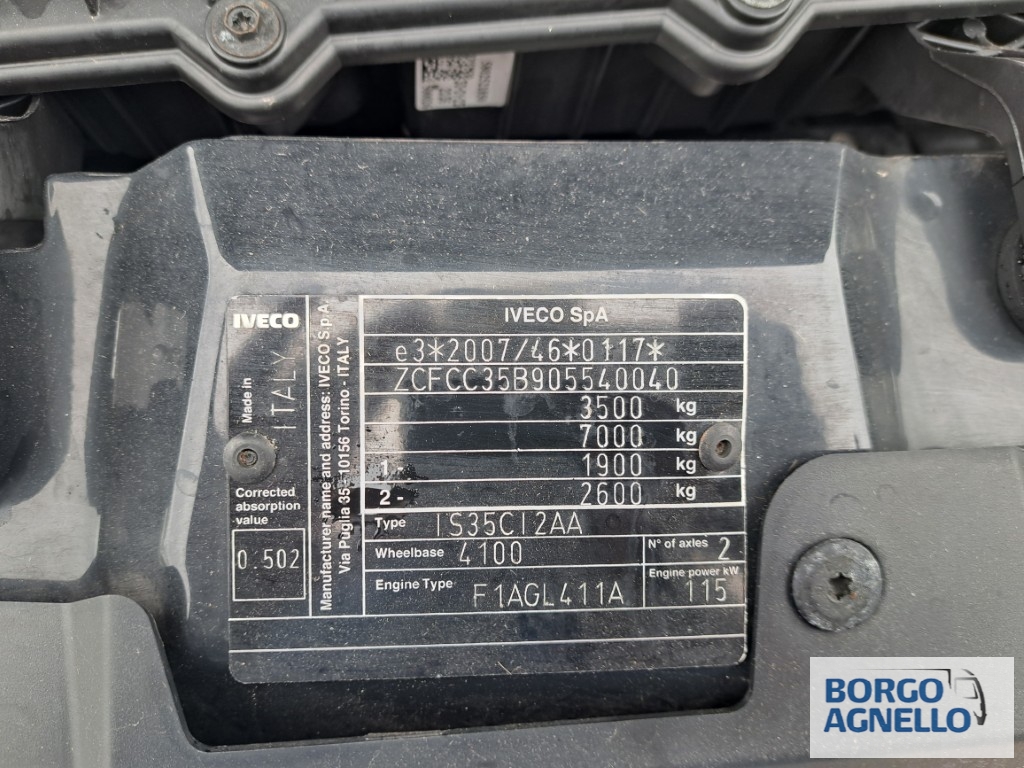 IVECO
Made in
ITALY
Corrected
absorption
value
0.502
Manufacturer name and address: IVECO S.p.A.
Via Puglia 35 - 10156 Torino - ITALY
IVECO SpA
e3*2007/46*0117*
ZCFCC35B905540040
3500 kg
7000 kg
1 - 1900 kg
2 - 2600 kg
Type IS35CI2AA
Wheelbase 4100 N° of axles 2
Engine Type F1AGL411A Engine power kW 115
BORGO
AGNELLO